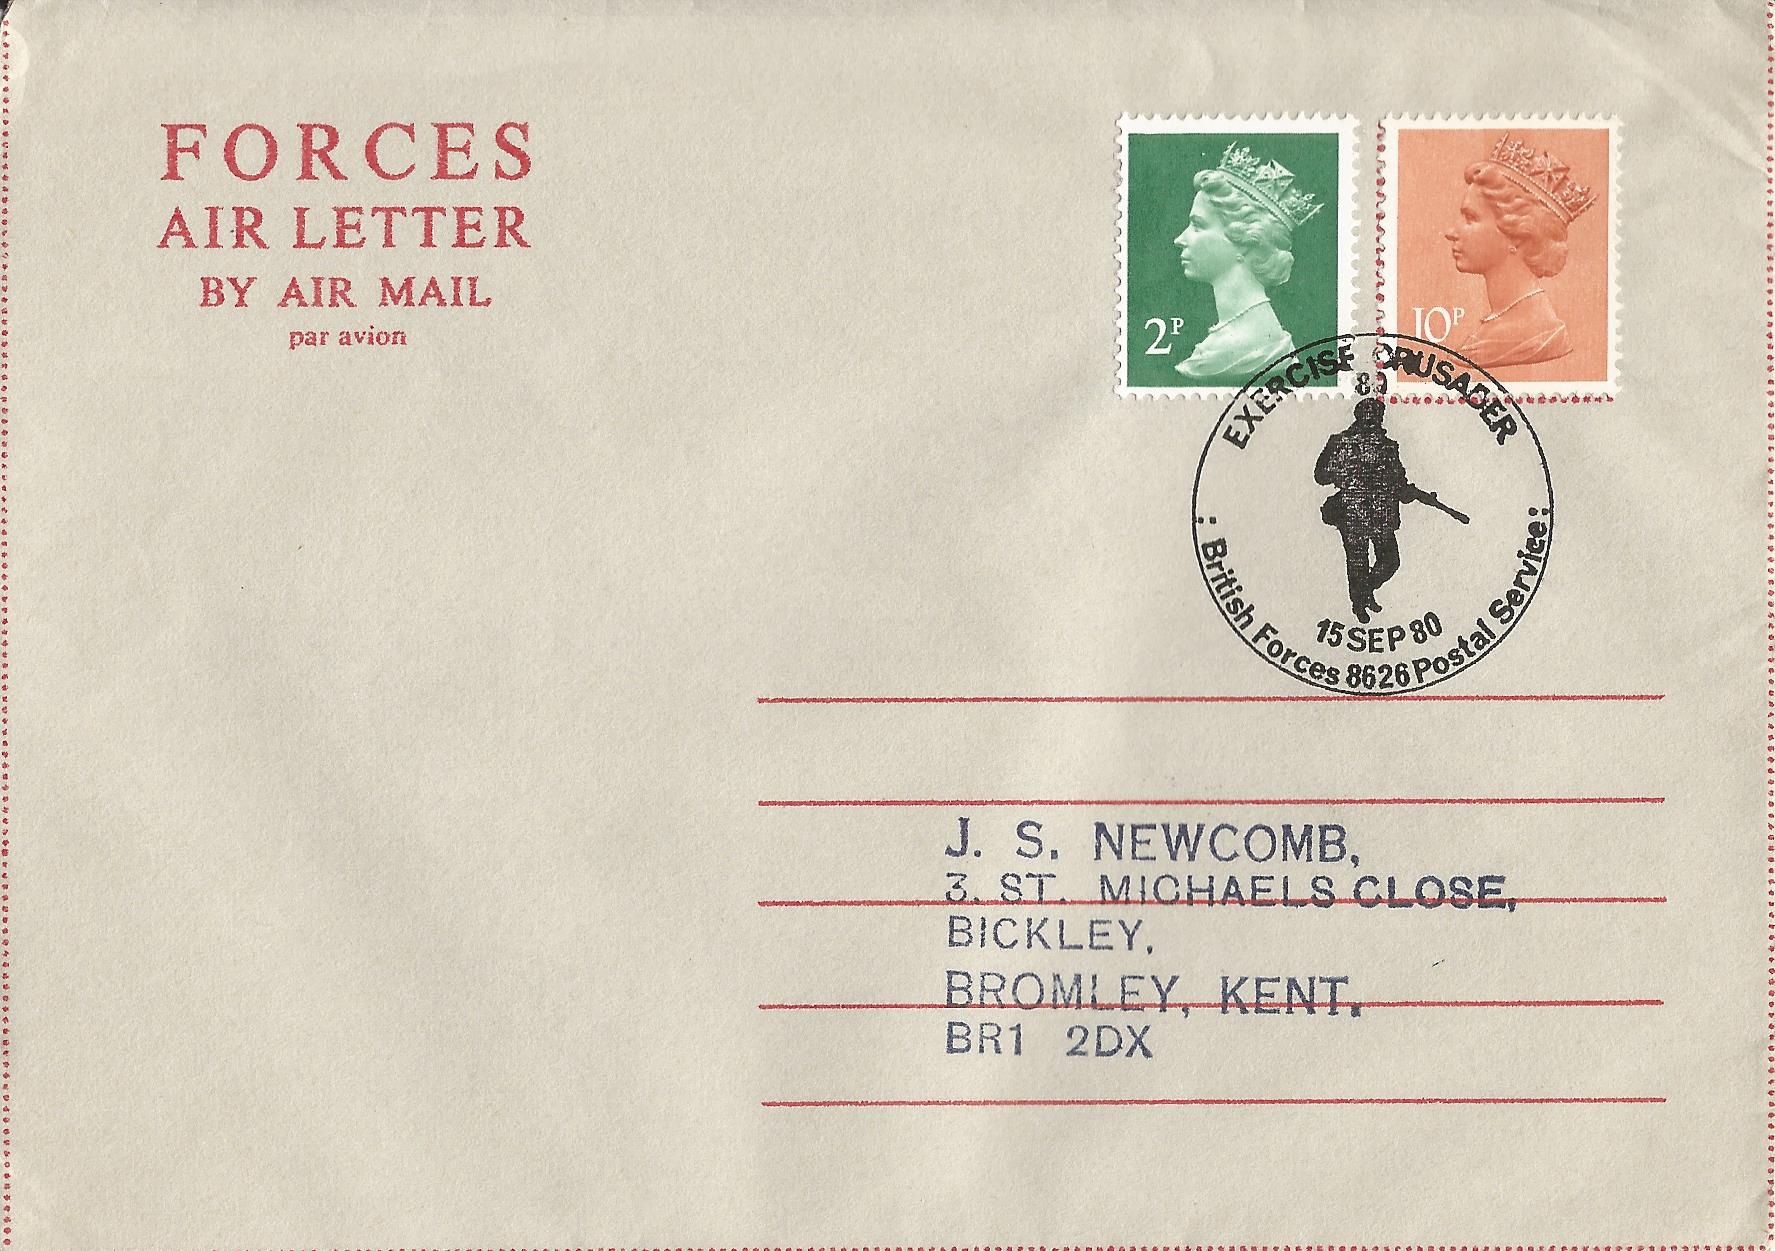 FORCES
AIR LETTER
BY AIR MAIL
par avion
2P
10P
EXERCISE CRUSADER
80
15 SEP 80
: British Forces 8626 Postal Service :
J. S. NEWCOMB,
3. ST. MICHAELS CLOSE,
BICKLEY,
BROMLEY, KENT.
BR1 2DX